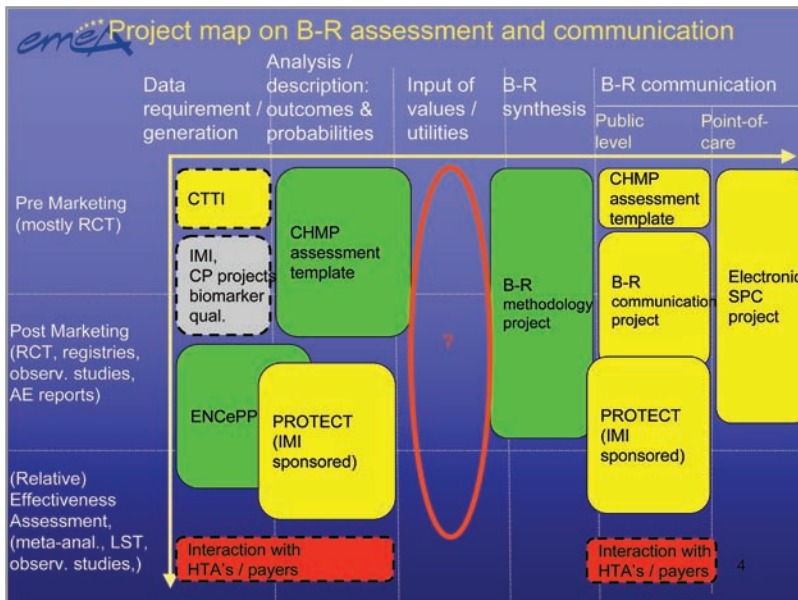 emea
Project map on B-R assessment and communication
Data
requirement /
generation
Analysis /
description:
outcomes &
probabilities
Input of
values /
utilities
B-R
synthesis
B-R communication
Public
level
Point-of-
care
Pre Marketing
(mostly RCT)
Post Marketing
(RCT, registries,
observ. studies,
AE reports)
(Relative)
Effectiveness
Assessment,
(meta-anal., LST,
observ. studies,)
CTTI
IMI,
CP projects
biomarker
qual.
ENCePP
CHMP
assessment
template
PROTECT
(IMI
sponsored)
Interaction with
HTA's / payers
?
B-R
methodology
project
CHMP
assessment
template
B-R
communication
project
PROTECT
(IMI
sponsored)
Interaction with
HTA's / payers
Electronic
SPC
project
4